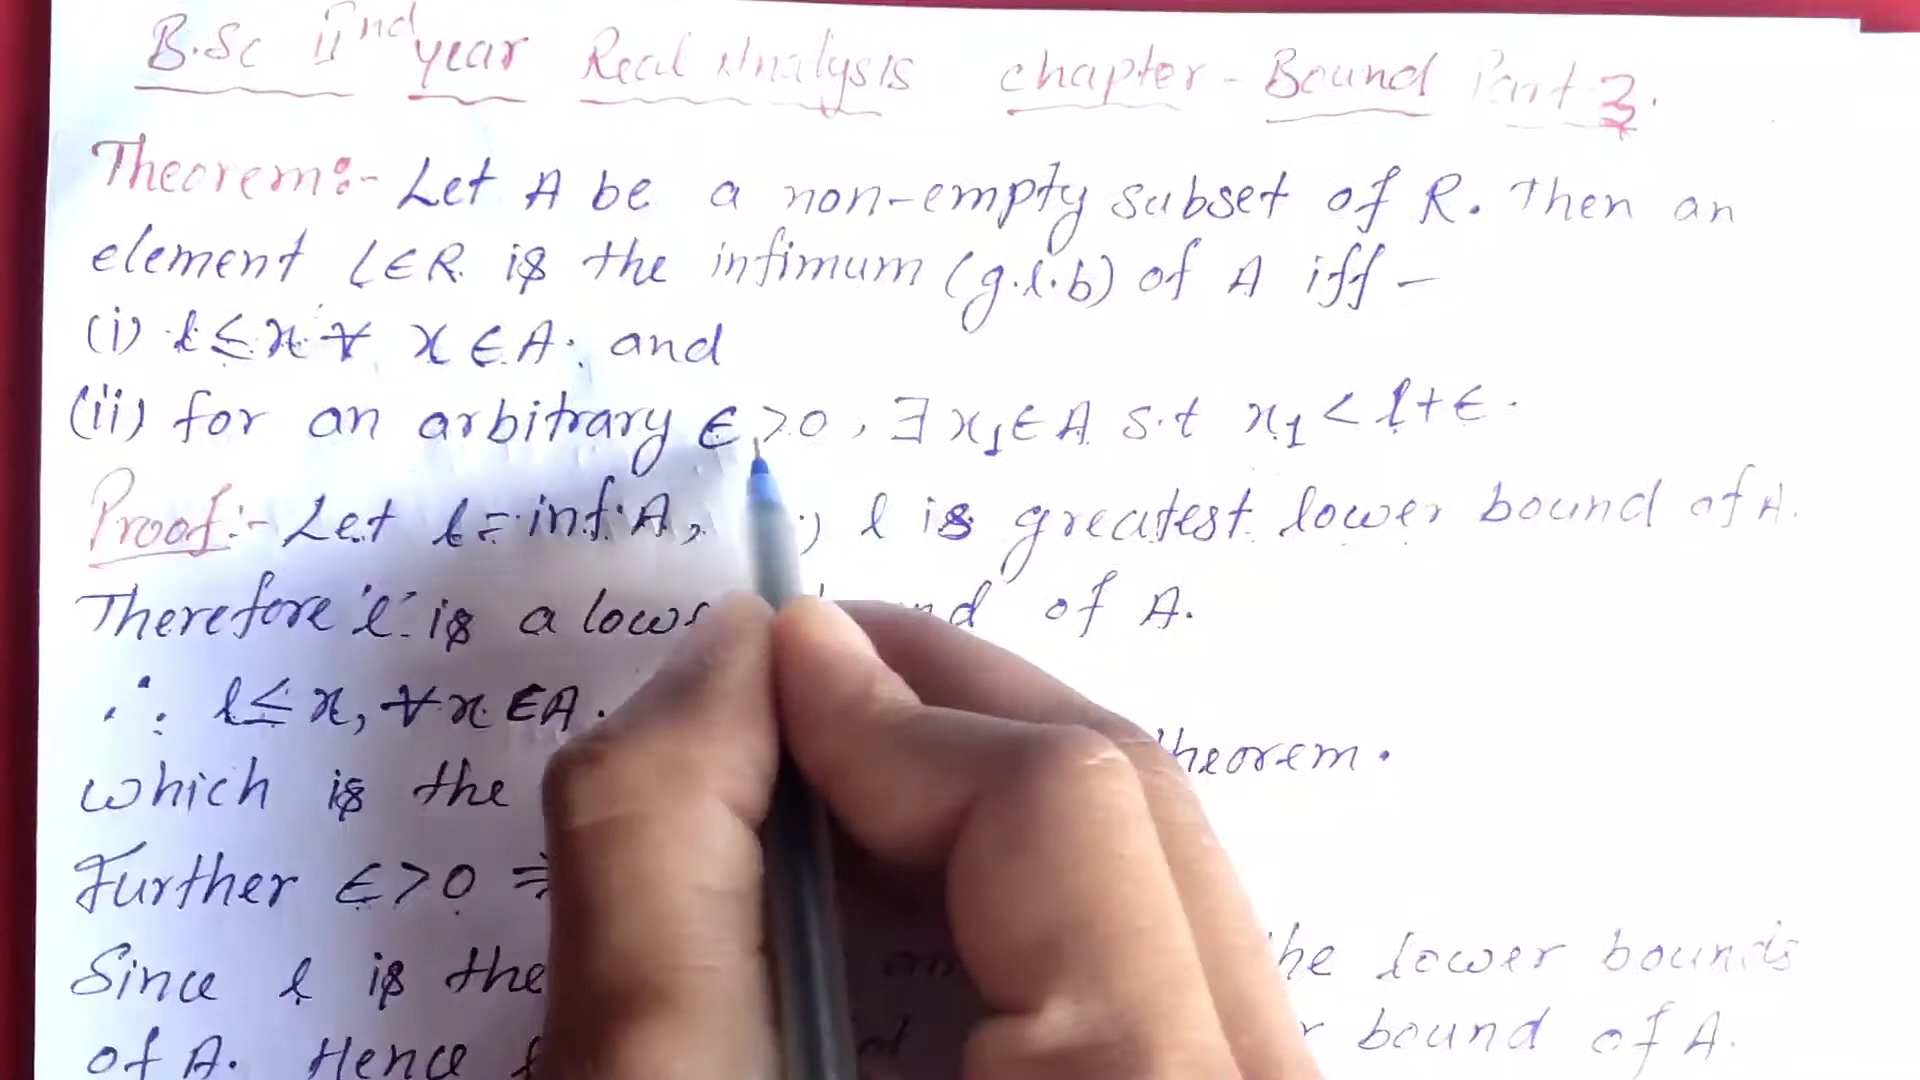 B.Sc IInd year Real Analysis chapter - Bound Part 3.
Theorem:- Let A be a non-empty subset of R. Then an
element l∈R is the infimum (g.l.b) of A iff -
(i) l≤x ∀ x∈A. and
(ii) for an arbitrary ϵ>0, ∃ x₁∈A s.t x₁<l+ϵ.
Proof:- Let l=inf.A, l is greatest lower bound of A.
Therefore 'l' is a of A.
∴ l≤x, ∀x∈A.
which is the theorem.
Further ϵ>0 ⇒
Since l is the lower bounds
of A. Hence bound of A.